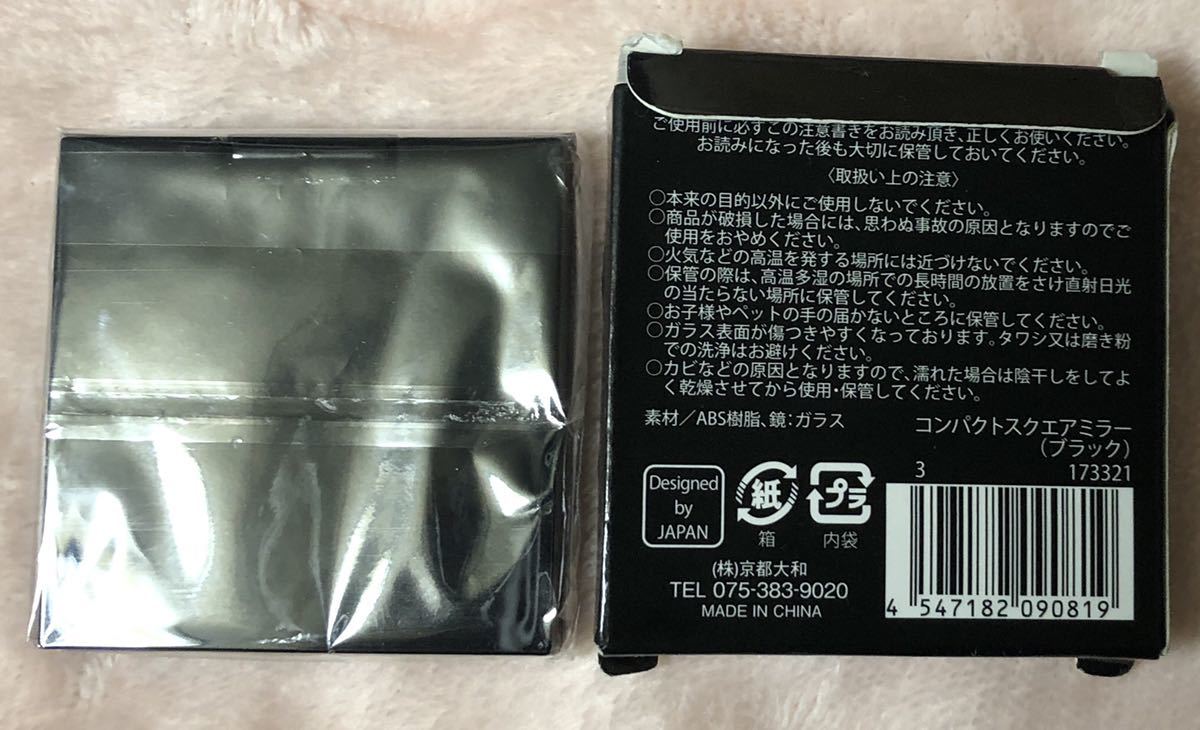 ご使用前に必ずこの注意書きをお読み頂き、正しくお使いください。
お読みになった後も大切に保管しておいてください。
〈取扱い上の注意〉
○本来の目的以外にご使用しないでください。
○商品が破損した場合には、思わぬ事故の原因となりますのでご
使用をおやめください。
○火気などの高温を発する場所には近づけないでください。
○保管の際は、高温多湿の場所での長時間の放置をさけ直射日光
の当たらない場所に保管してください。
○お子様やペットの手の届かないところに保管してください。
○ガラス表面が傷つきやすくなっております。タワシ又は磨き粉
での洗浄はお避けください。
○カビなどの原因となりますので、濡れた場合は陰干しをしてよ
く乾燥させてから使用・保管してください。
素材/ABS樹脂、鏡:ガラス
コンパクトスクエアミラー
(ブラック)
3
173321
Designed
by
JAPAN
紙
箱
プラ
内袋
(株)京都大和
TEL 075-383-9020
MADE IN CHINA
4 547182 090819